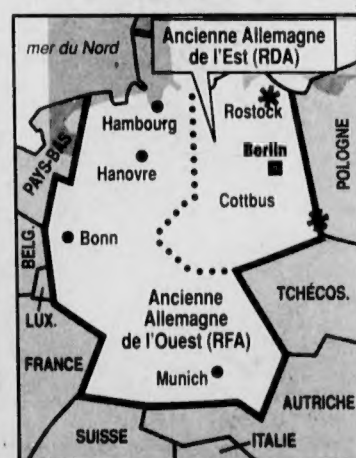 mer du Nord
Ancienne Allemagne
de l'Est (RDA)
Hambourg
Rostock
PAYS-BAS
Hanovre
Berlin
POLOGNE
Cottbus
BELG.
Bonn
LUX.
Ancienne
Allemagne
de l'Ouest (RFA)
TCHÉCOS.
FRANCE
Munich
AUTRICHE
SUISSE
ITALIE